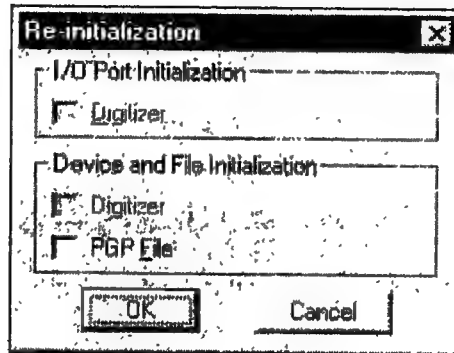 Re-initialization
I/O Port Initialization
Digitizer
Device and File Initialization
Digitizer
PGP File
OK
Cancel